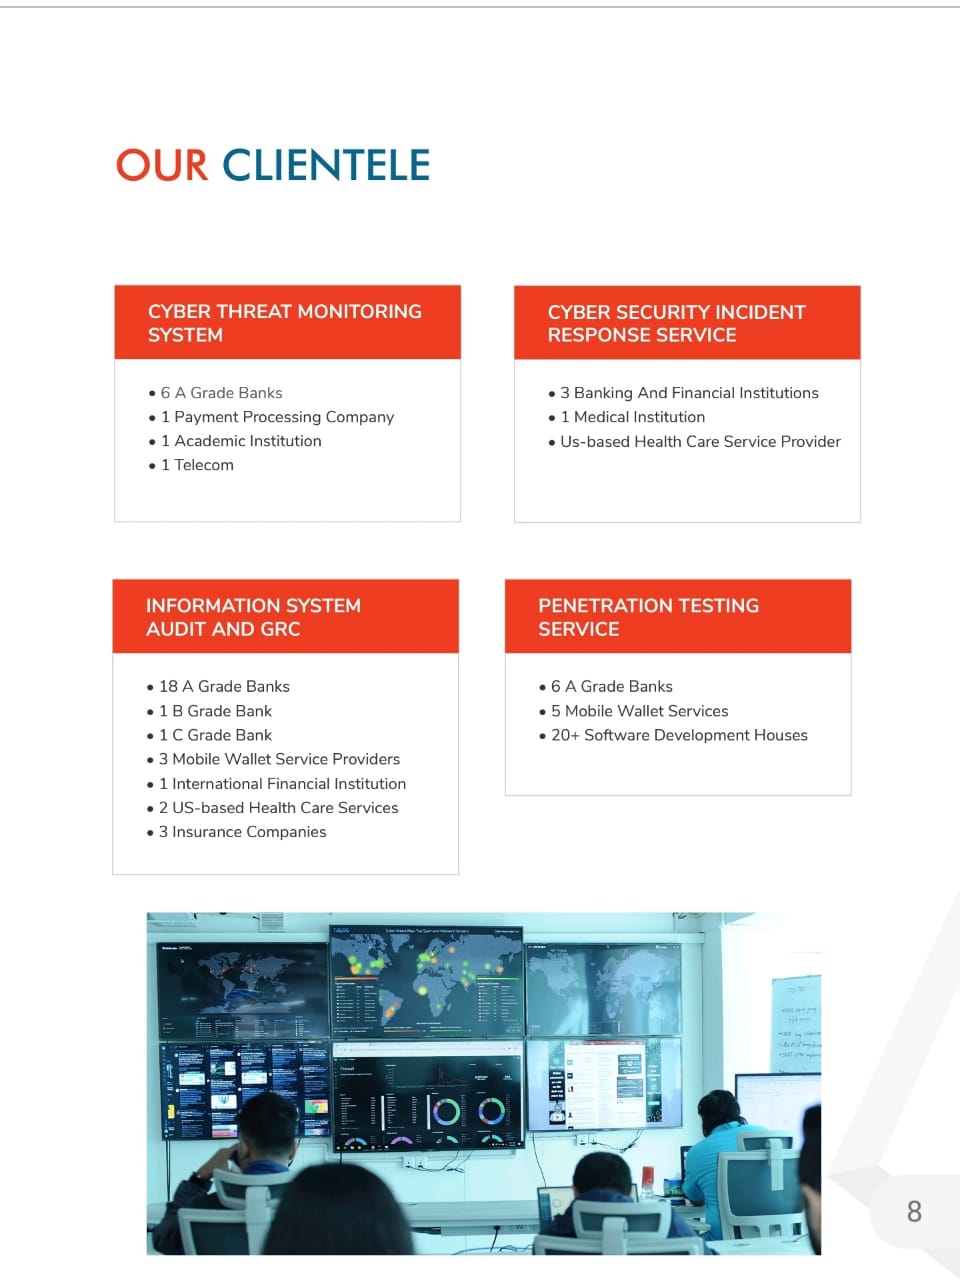 OUR CLIENTELE
CYBER THREAT MONITORING
SYSTEM
• 6 A Grade Banks
• 1 Payment Processing Company
• 1 Academic Institution
• 1 Telecom
CYBER SECURITY INCIDENT
RESPONSE SERVICE
• 3 Banking And Financial Institutions
• 1 Medical Institution
• Us-based Health Care Service Provider
INFORMATION SYSTEM
AUDIT AND GRC
• 18 A Grade Banks
• 1 B Grade Bank
• 1 C Grade Bank
• 3 Mobile Wallet Service Providers
• 1 International Financial Institution
• 2 US-based Health Care Services
• 3 Insurance Companies
PENETRATION TESTING
SERVICE
• 6 A Grade Banks
• 5 Mobile Wallet Services
• 20+ Software Development Houses
TALOS
Firewall
8